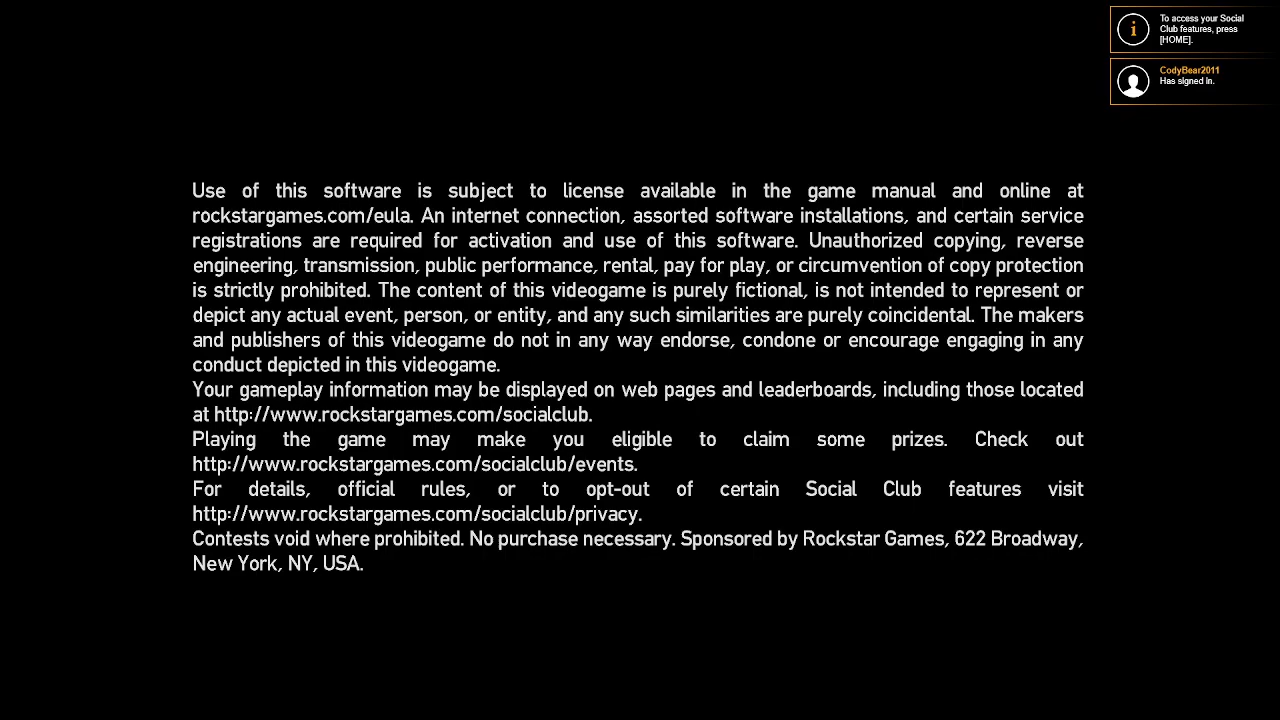 To access your Social
Club features, press
[HOME].
CodyBear2011
Has signed in.
Use of this software is subject to license available in the game manual and online at
rockstargames.com/eula. An internet connection, assorted software installations, and certain service
registrations are required for activation and use of this software. Unauthorized copying, reverse
engineering, transmission, public performance, rental, pay for play, or circumvention of copy protection
is strictly prohibited. The content of this videogame is purely fictional, is not intended to represent or
depict any actual event, person, or entity, and any such similarities are purely coincidental. The makers
and publishers of this videogame do not in any way endorse, condone or encourage engaging in any
conduct depicted in this videogame.
Your gameplay information may be displayed on web pages and leaderboards, including those located
at http://www.rockstargames.com/socialclub.
Playing the game may make you eligible to claim some prizes. Check out
http://www.rockstargames.com/socialclub/events.
For details, official rules, or to opt-out of certain Social Club features visit
http://www.rockstargames.com/socialclub/privacy.
Contests void where prohibited. No purchase necessary. Sponsored by Rockstar Games, 622 Broadway,
New York, NY, USA.